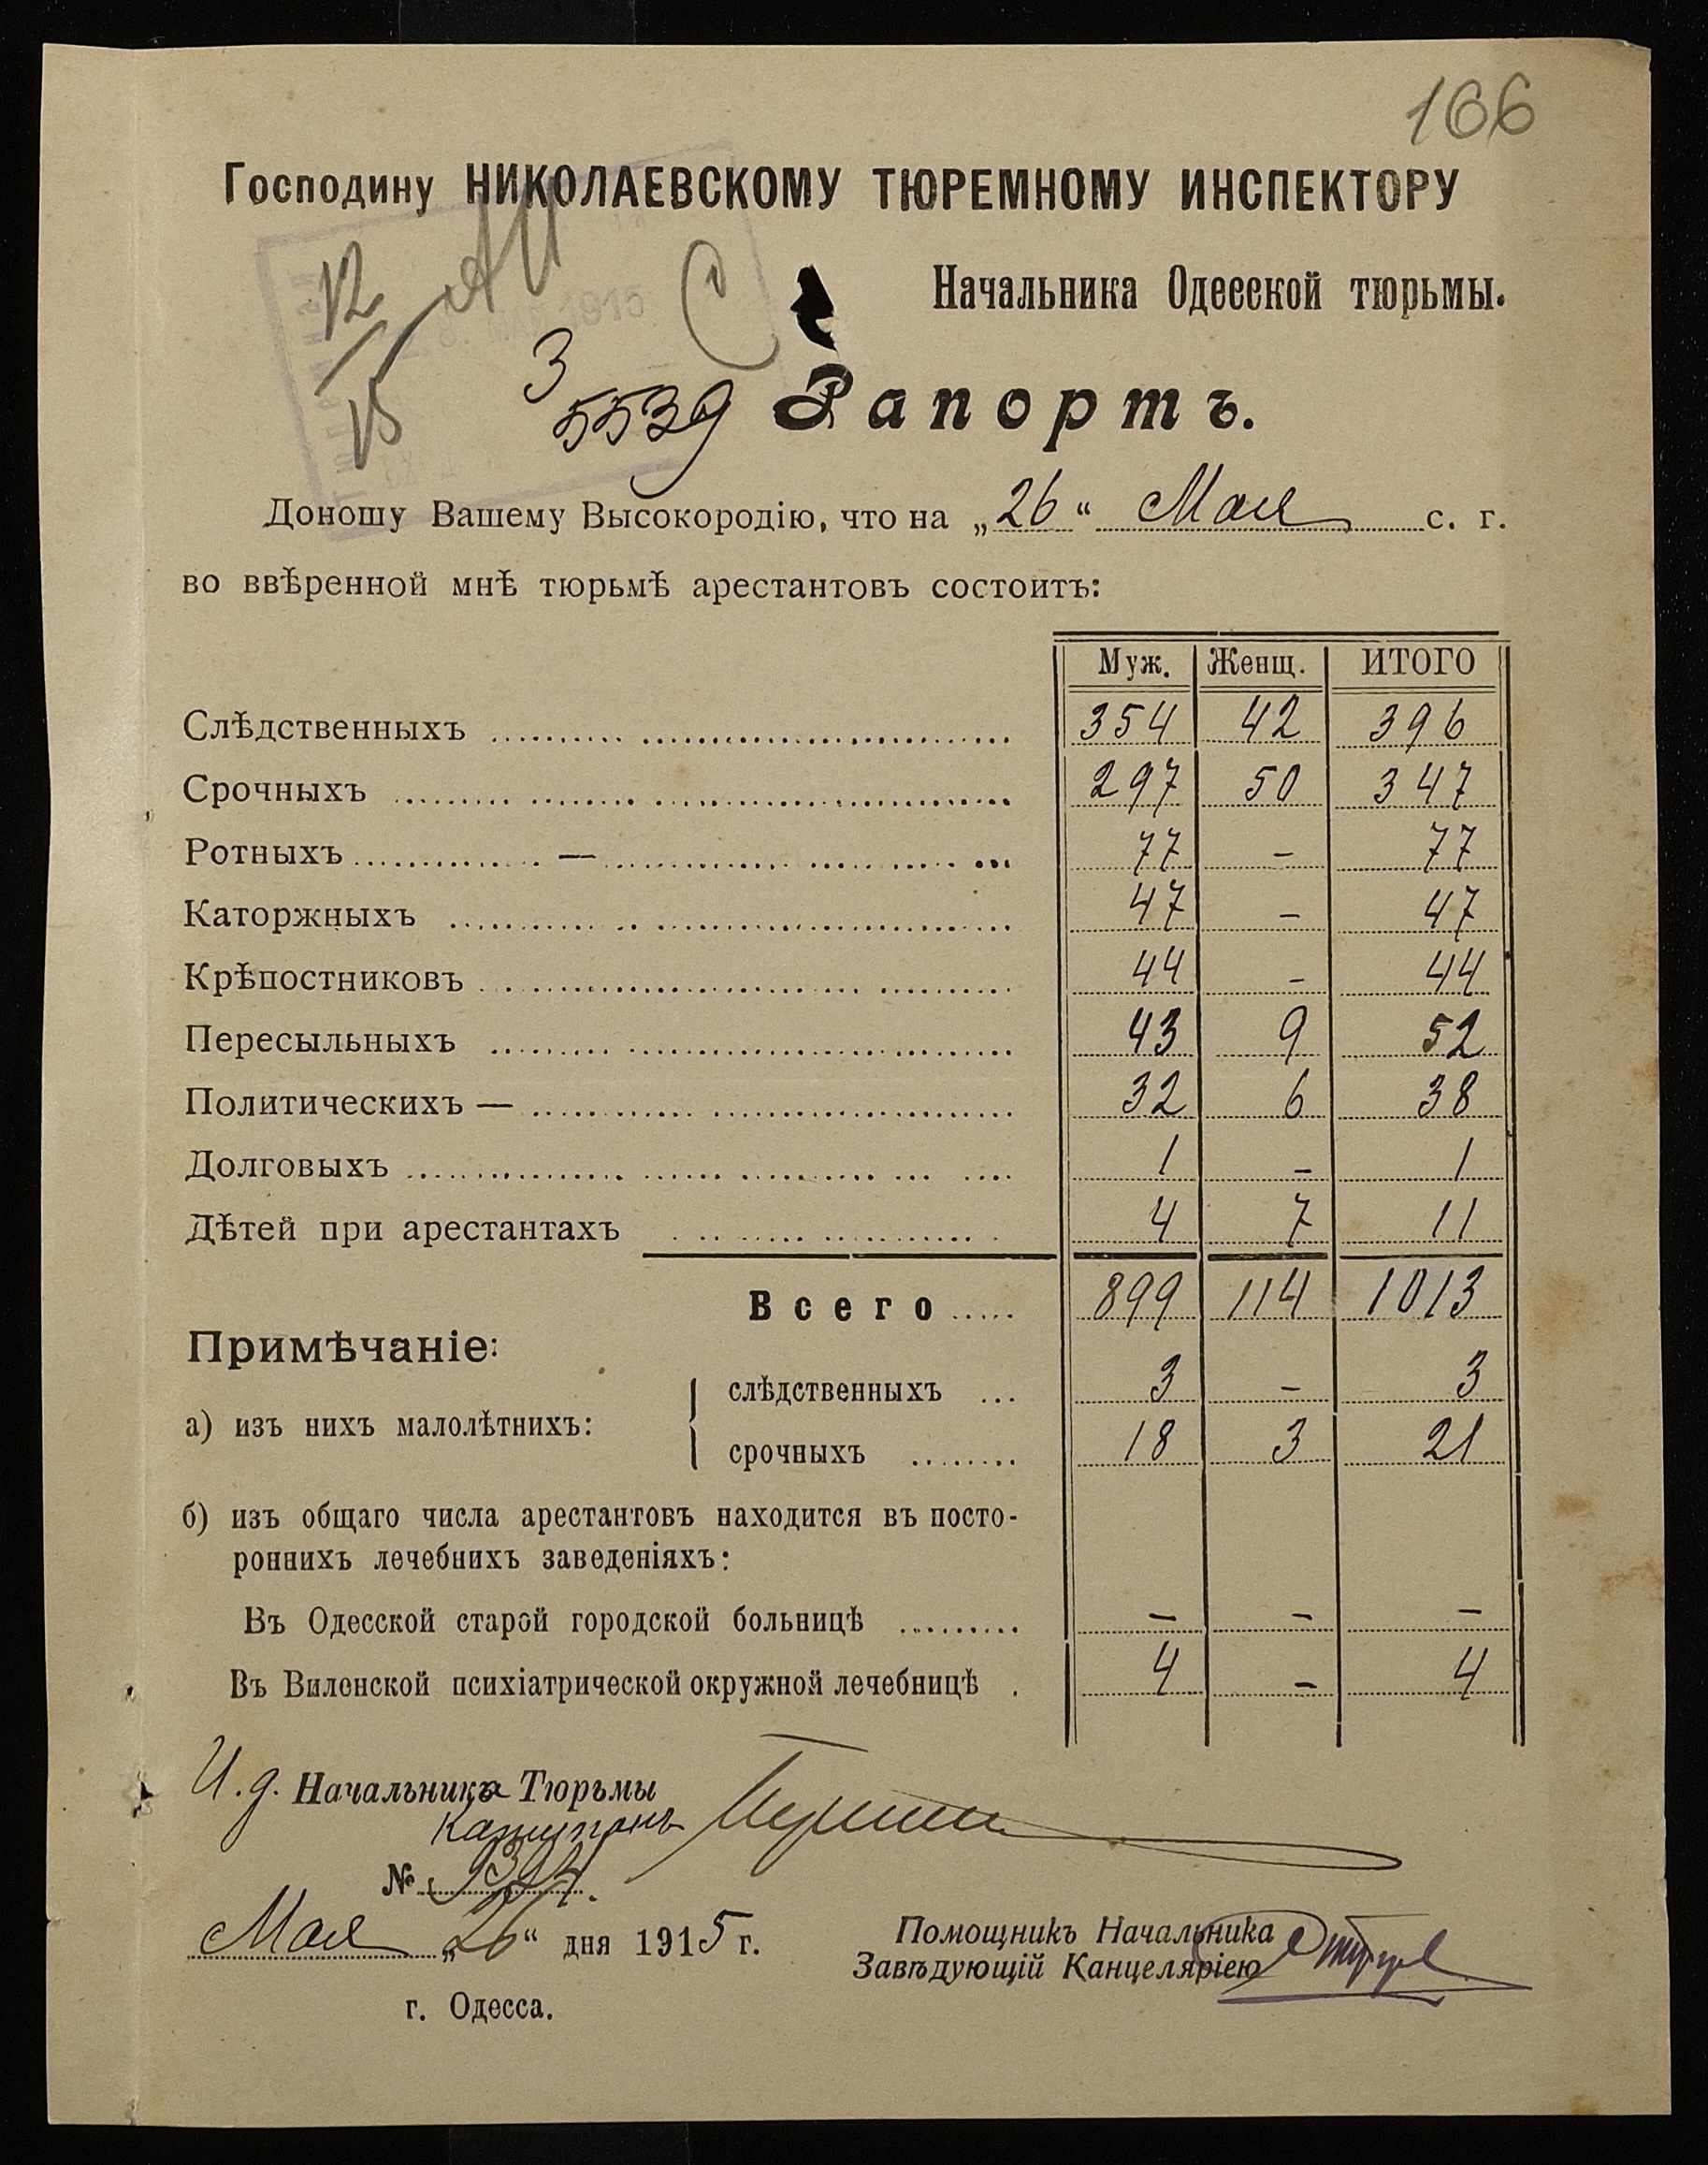 166
Господину НИКОЛАЕВСКОМУ ТЮРЕМНОМУ ИНСПЕКТОРУ
Начальника Одесской тюрьмы.
12/15
3
5539
Рапортъ.
Доношу Вашему Высокородію, что на „26“ Мая с. г.
во ввѣренной мнѣ тюрьмѣ арестантовъ состоитъ:
Муж. Женщ. ИТОГО
Слѣдственныхъ 354 42 396
Срочныхъ 297 50 347
Ротныхъ — 77 - 77
Каторжныхъ 47 - 47
Крѣпостниковъ 44 - 44
Пересыльныхъ 43 9 52
Политическихъ — 32 6 38
Долговыхъ 1 - 1
Дѣтей при арестантахъ 4 7 11
Всего 899 114 1013
Примѣчаніе:
а) изъ нихъ малолѣтнихъ:
слѣдственныхъ 3 - 3
срочныхъ 18 3 21
б) изъ общаго числа арестантовъ находится въ посто-
роннихъ лечебнихъ заведеніяхъ:
Въ Одесской старой городской больницѣ - - -
Въ Виленской психіатрической окружной лечебницѣ 4 - 4
И.д. Начальника Тюрьмы
Капитанъ
№
Мая „26“ дня 1915 г.
Помощникъ Начальника
Завѣдующій Канцеляріею
г. Одесса.